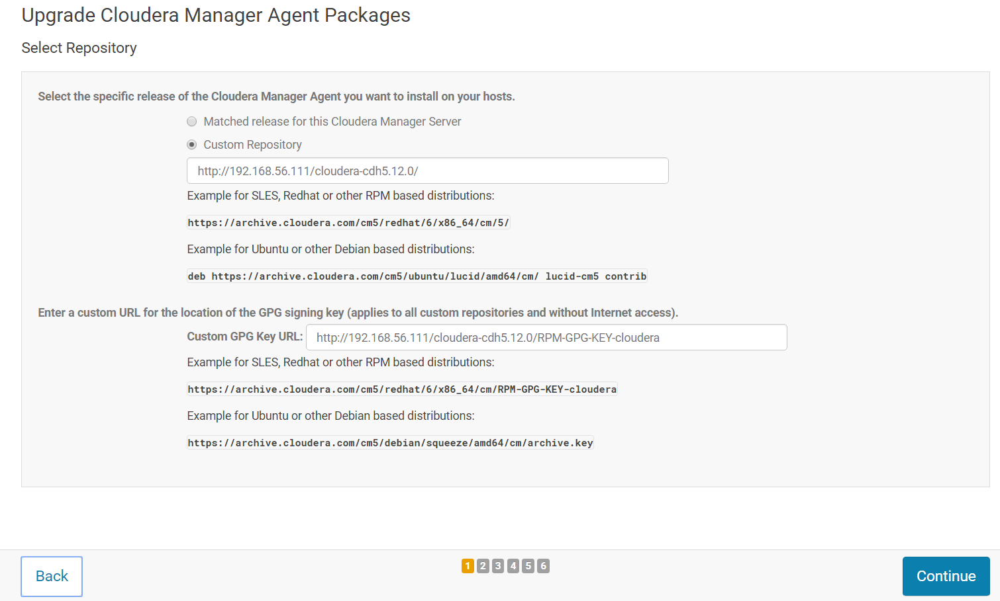 Upgrade Cloudera Manager Agent Packages
Select Repository
Select the specific release of the Cloudera Manager Agent you want to install on your hosts.
Matched release for this Cloudera Manager Server
Custom Repository
http://192.168.56.111/cloudera-cdh5.12.0/
Example for SLES, Redhat or other RPM based distributions:
https://archive.cloudera.com/cm5/redhat/6/x86_64/cm/5/
Example for Ubuntu or other Debian based distributions:
deb https://archive.cloudera.com/cm5/ubuntu/lucid/amd64/cm/ lucid-cm5 contrib
Enter a custom URL for the location of the GPG signing key (applies to all custom repositories and without Internet access).
Custom GPG Key URL: http://192.168.56.111/cloudera-cdh5.12.0/RPM-GPG-KEY-cloudera
Example for SLES, Redhat or other RPM based distributions:
https://archive.cloudera.com/cm5/redhat/6/x86_64/cm/RPM-GPG-KEY-cloudera
Example for Ubuntu or other Debian based distributions:
https://archive.cloudera.com/cm5/debian/squeeze/amd64/cm/archive.key
Back
1 2 3 4 5 6
Continue